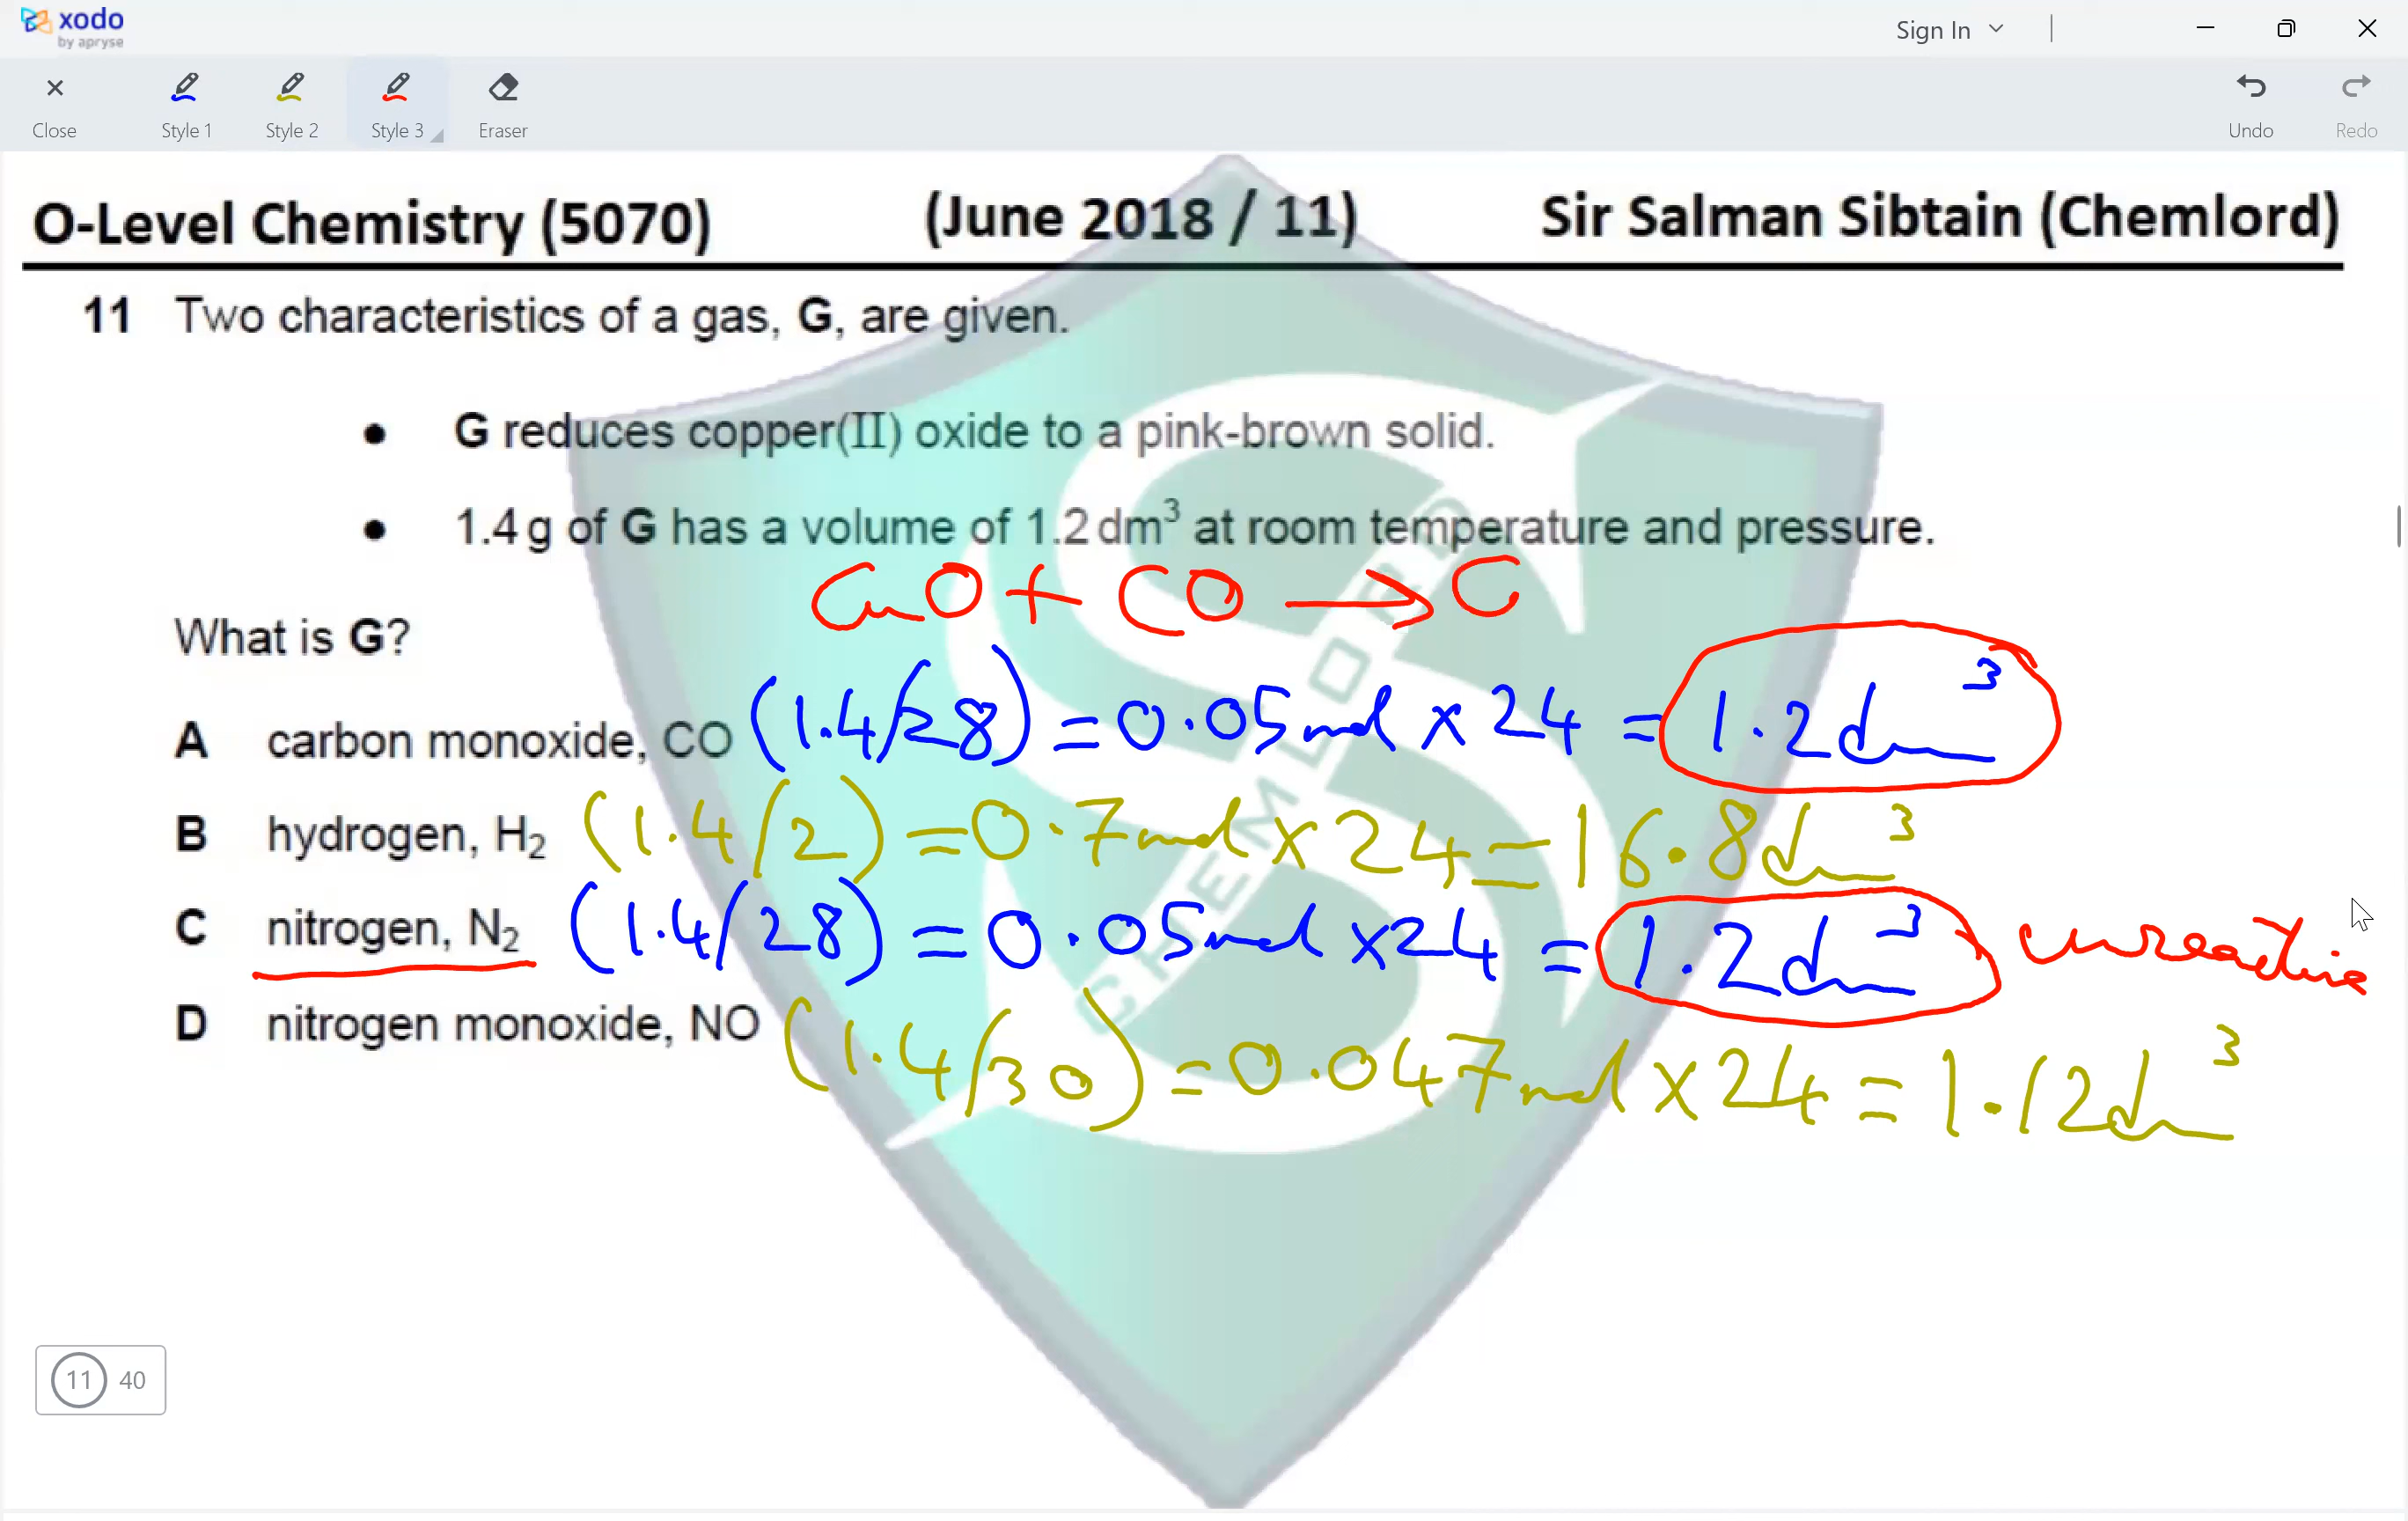 xodo
by apryse
Sign In
Close
Style 1
Style 2
Style 3
Eraser
Undo
Redo
O-Level Chemistry (5070) (June 2018 / 11) Sir Salman Sibtain (Chemlord)
11 Two characteristics of a gas, G, are given.
● G reduces copper(II) oxide to a pink-brown solid.
● 1.4 g of G has a volume of 1.2 dm³ at room temperature and pressure.
CuO + CO → C
What is G?
A carbon monoxide, CO (1.4/28) = 0.05 mol × 24 = 1.2 dm³
B hydrogen, H₂ (1.4/2) = 0.7 mol × 24 = 16.8 dm³
C nitrogen, N₂ (1.4/28) = 0.05 mol × 24 = 1.2 dm³ unreactive
D nitrogen monoxide, NO (1.4/30) = 0.047 mol × 24 = 1.12 dm³
CHEMLORD
11 40